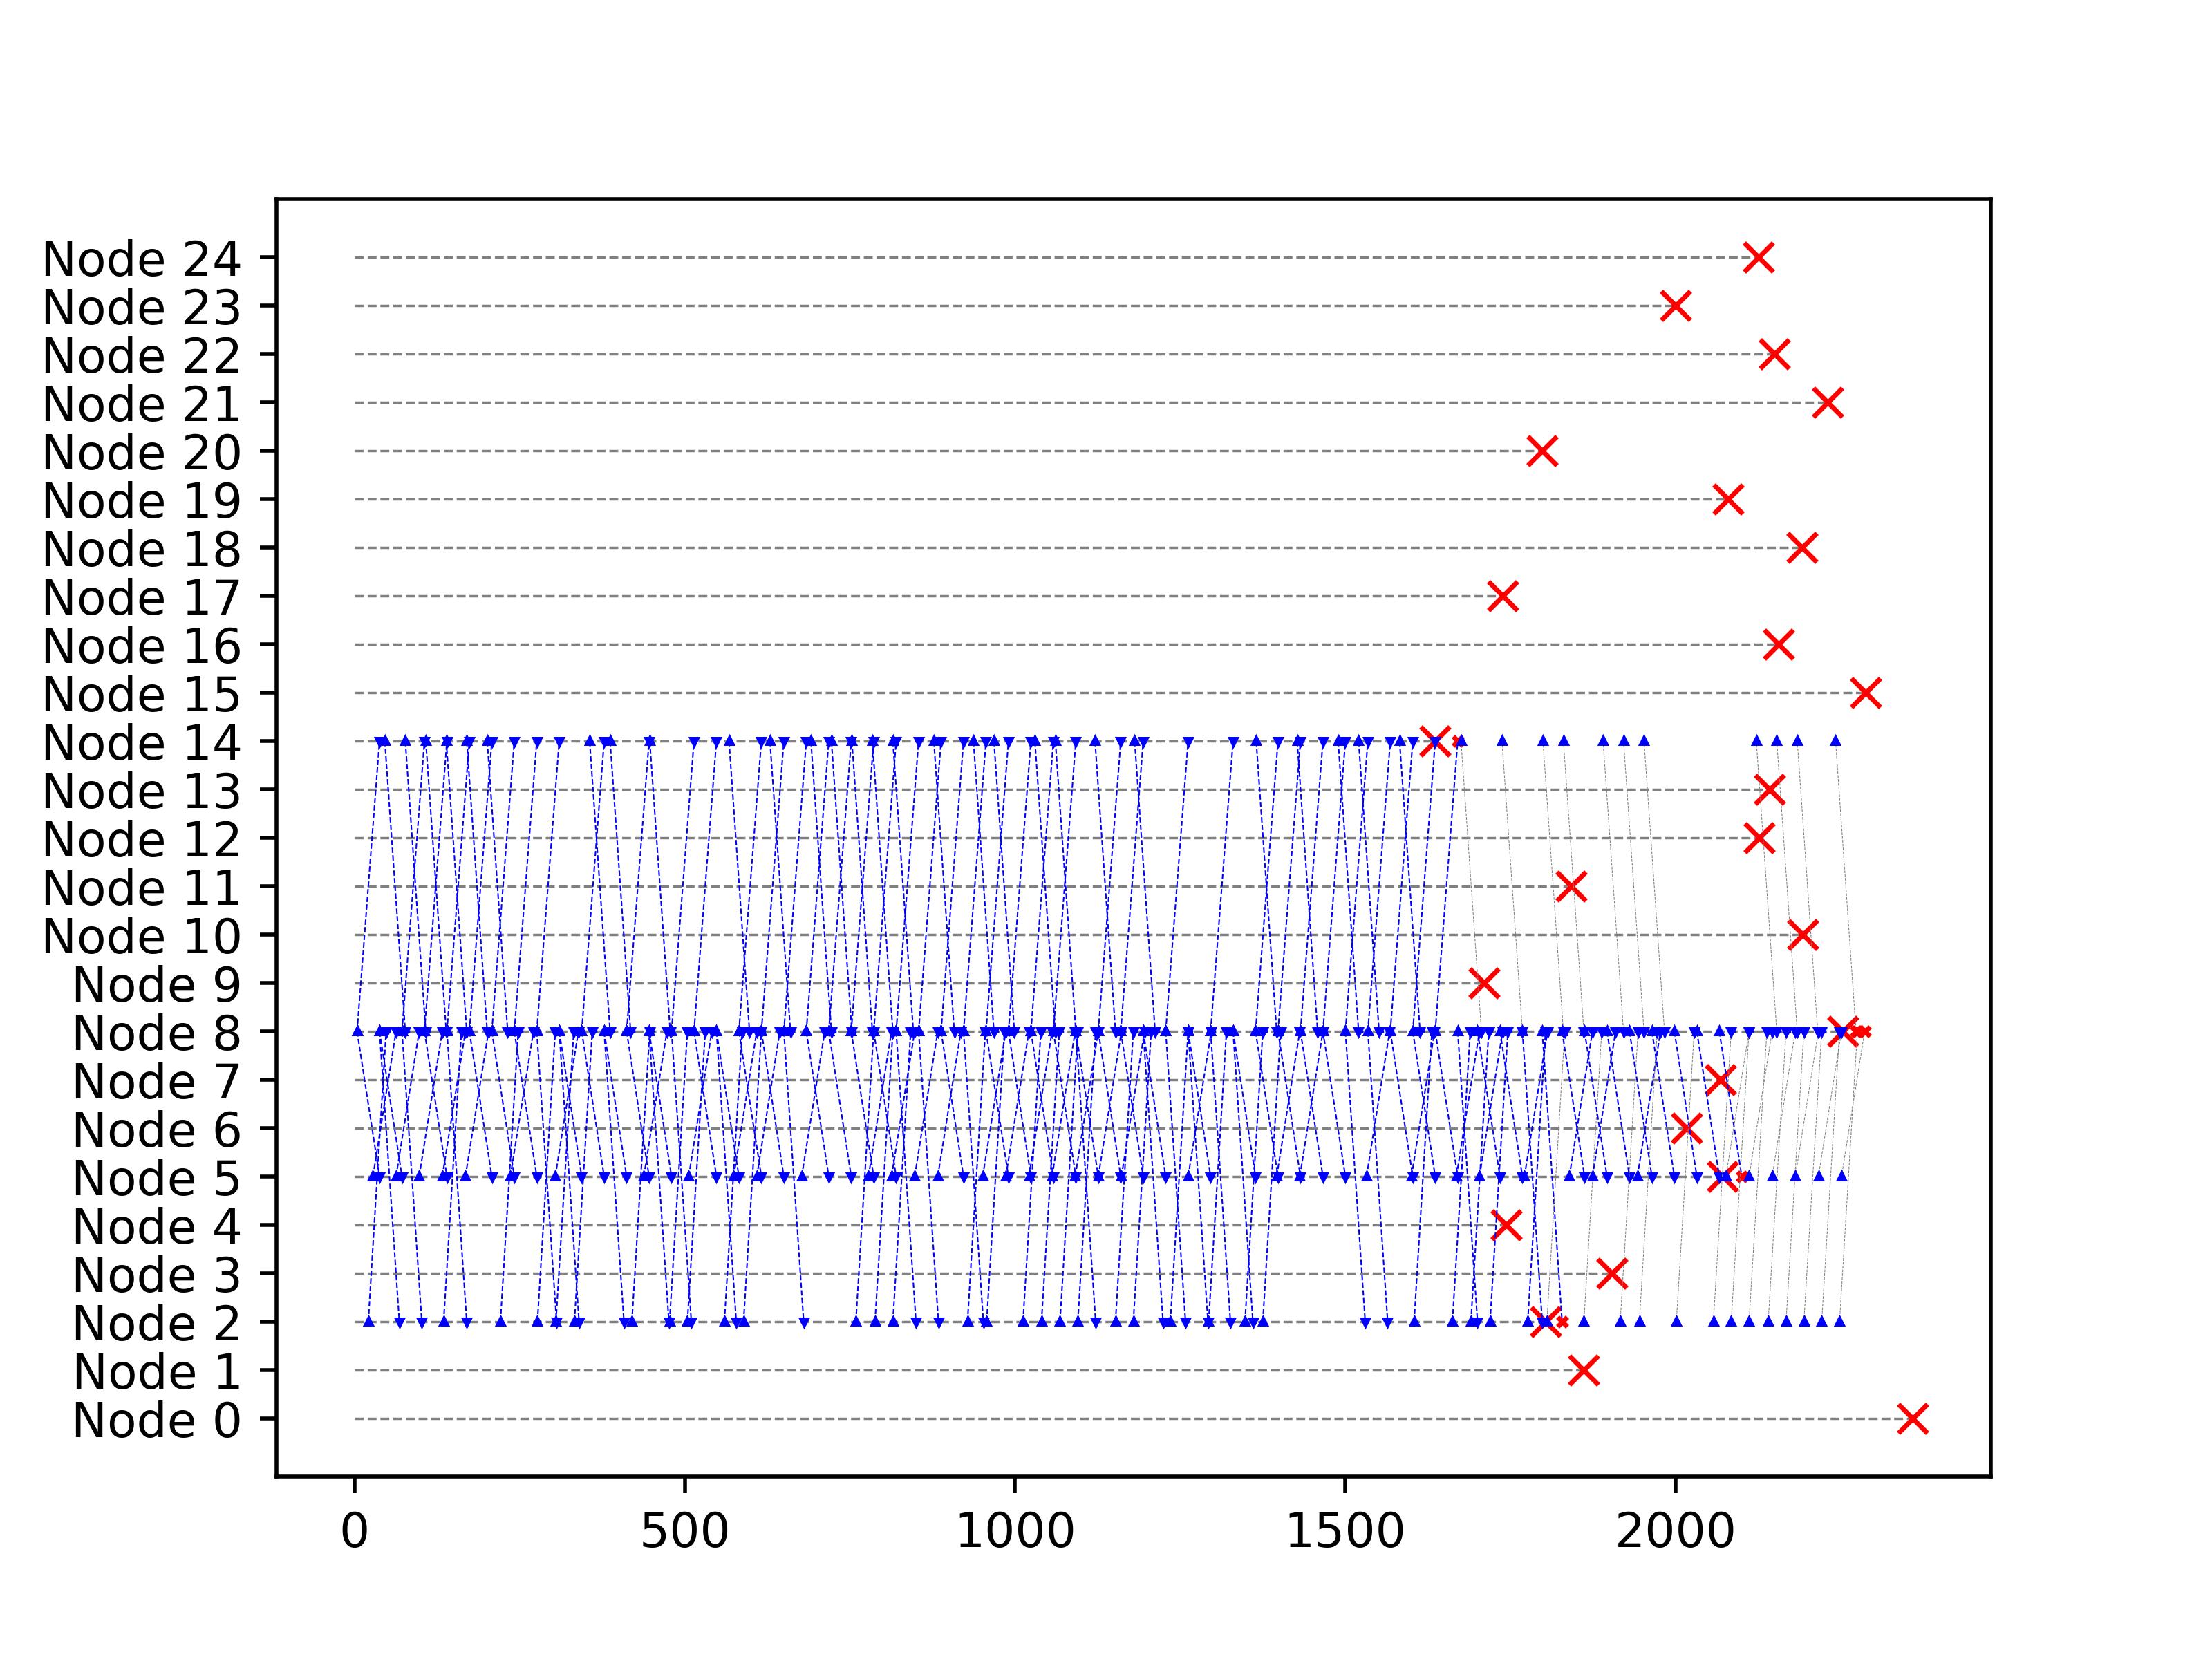 Node 24
Node 23
Node 22
Node 21
Node 20
Node 19
Node 18
Node 17
Node 16
Node 15
Node 14
Node 13
Node 12
Node 11
Node 10
Node 9
Node 8
Node 7
Node 6
Node 5
Node 4
Node 3
Node 2
Node 1
Node 0
0 500 1000 1500 2000